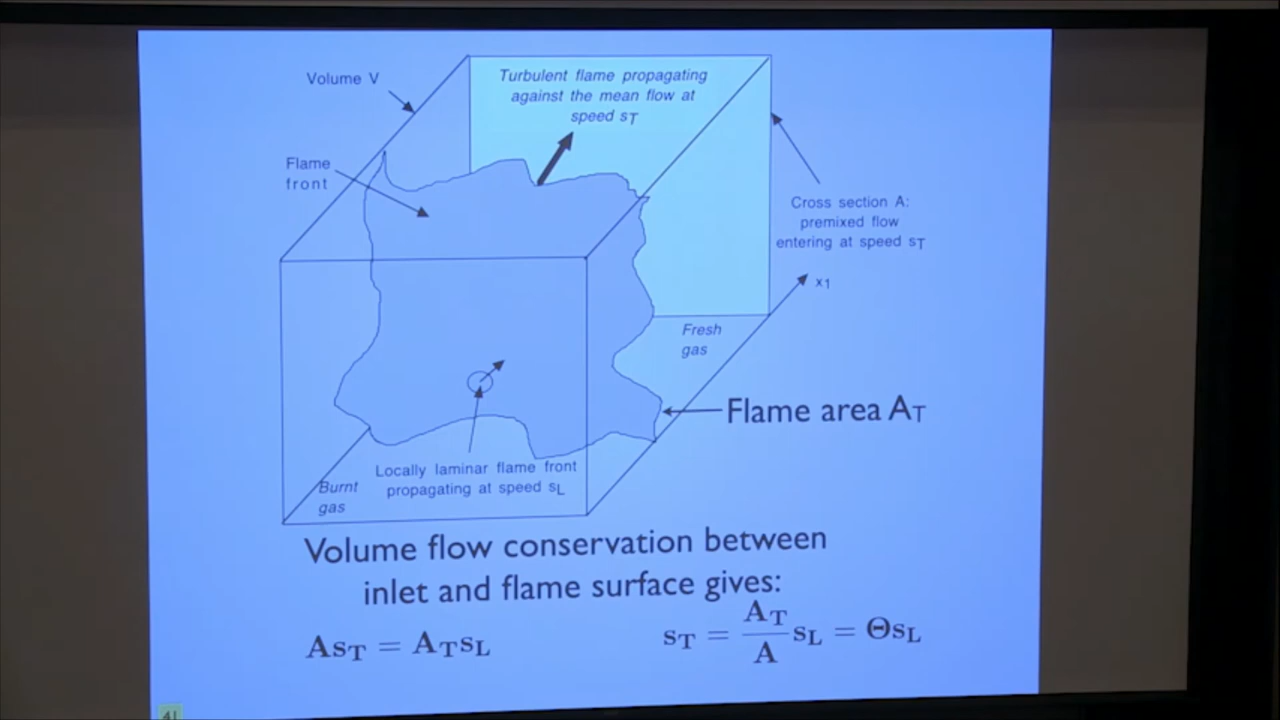 Volume V
Turbulent flame propagating
against the mean flow at
speed sT
Flame
front
Cross section A:
premixed flow
entering at speed sT
x1
Fresh
gas
Flame area AT
Locally laminar flame front
propagating at speed sL
Burnt
gas
Volume flow conservation between
inlet and flame surface gives:
AsT = ATsL
sT = AT/A sL = ΘsL
41